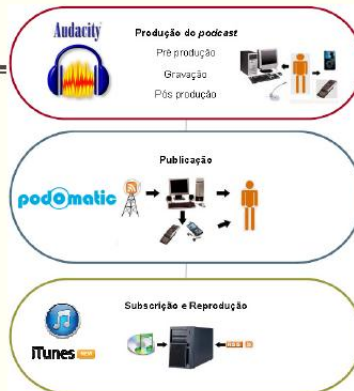 Audacity
Produção do podcast
Pré produção
Gravação
Pós produção
Publicação
podOmatic
Subscrição e Reprodução
iTunes